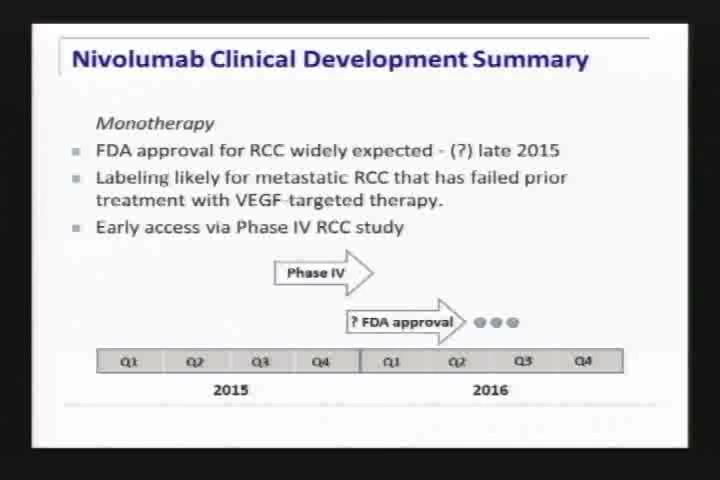 Nivolumab Clinical Development Summary
Monotherapy
FDA approval for RCC widely expected - (?) late 2015
Labeling likely for metastatic RCC that has failed prior
treatment with VEGF-targeted therapy.
Early access via Phase IV RCC study
Phase IV
? FDA approval
Q1 Q2 Q3 Q4 Q1 Q2 Q3 Q4
2015 2016